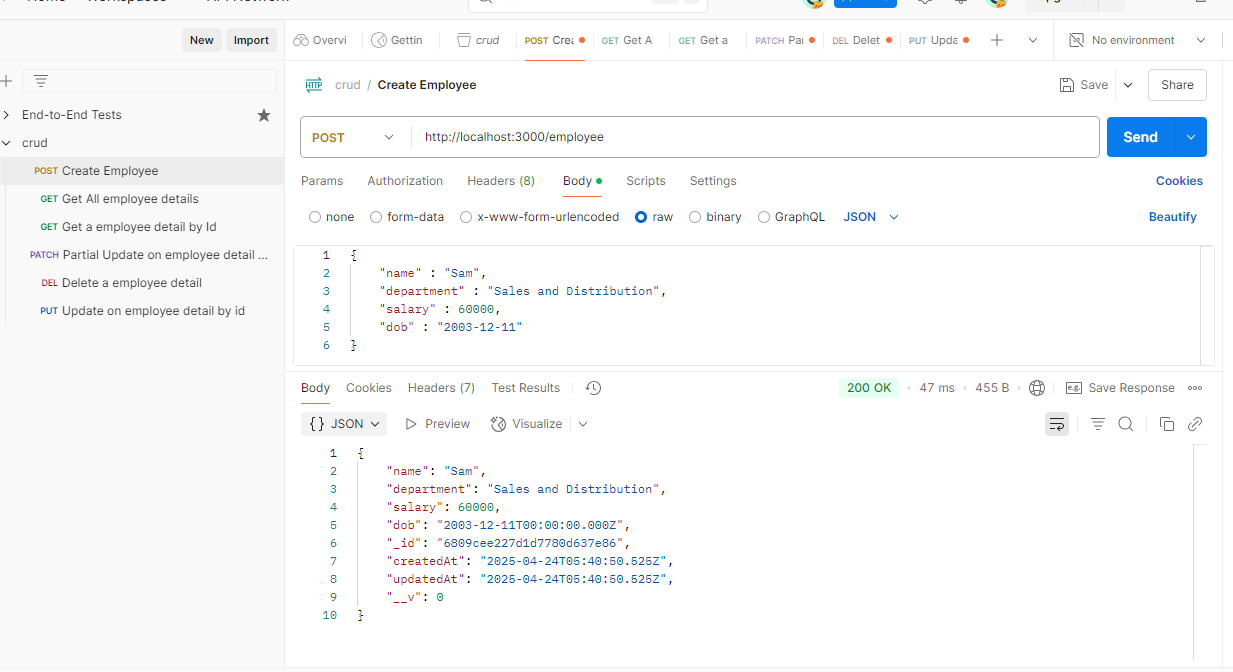 New Import Overvi Gettin crud POST Crea GET Get A GET Get a PATCH Par DEL Delet PUT Upda No environment
HTTP crud / Create Employee Save Share
End-to-End Tests
crud
POST Create Employee
GET Get All employee details
GET Get a employee detail by Id
PATCH Partial Update on employee detail ...
DEL Delete a employee detail
PUT Update on employee detail by id
POST http://localhost:3000/employee Send
Params Authorization Headers (8) Body Scripts Settings Cookies
none form-data x-www-form-urlencoded raw binary GraphQL JSON Beautify
1 {
2 "name" : "Sam",
3 "department" : "Sales and Distribution",
4 "salary" : 60000,
5 "dob" : "2003-12-11"
6 }
Body Cookies Headers (7) Test Results 200 OK • 47 ms • 455 B • e.g. Save Response
{} JSON Preview Visualize
1 {
2 "name": "Sam",
3 "department": "Sales and Distribution",
4 "salary": 60000,
5 "dob": "2003-12-11T00:00:00.000Z",
6 "_id": "6809cee227d1d7780d637e86",
7 "createdAt": "2025-04-24T05:40:50.525Z",
8 "updatedAt": "2025-04-24T05:40:50.525Z",
9 "__v": 0
10 }